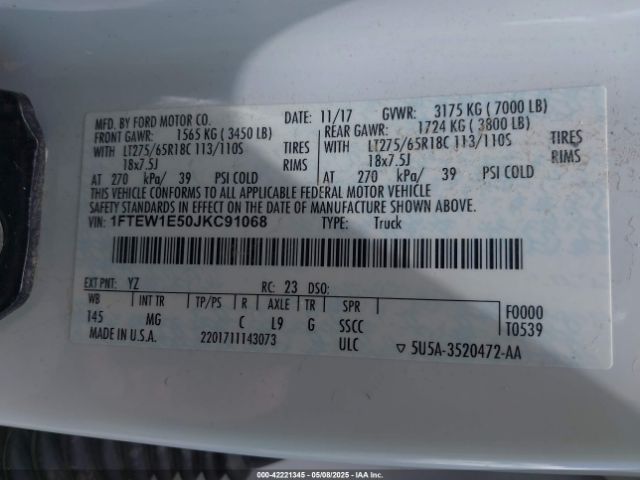 MFD. BY FORD MOTOR CO. DATE: 11/17 GVWR: 3175 KG ( 7000 LB)
FRONT GAWR: 1565 KG ( 3450 LB) REAR GAWR: 1724 KG ( 3800 LB)
WITH LT275/65R18C 113/110S TIRES WITH LT275/65R18C 113/110S TIRES
18x7.5J RIMS 18x7.5J RIMS
AT 270 kPa/ 39 PSI COLD AT 270 kPa/ 39 PSI COLD
THIS VEHICLE CONFORMS TO ALL APPLICABLE FEDERAL MOTOR VEHICLE
SAFETY STANDARDS IN EFFECT ON THE DATE OF MANUFACTURE SHOWN ABOVE.
VIN: 1FTEW1E50JKC91068 TYPE: Truck
EXT PNT: YZ RC: 23 DSO:
WB INT TR TP/PS R AXLE TR SPR F0000
145 MG C L9 G SSCC T0539
MADE IN U.S.A. 2201711143073 ULC ▽ 5U5A-3520472-AA
000-42221345 05/08/2025 - IAA Inc.